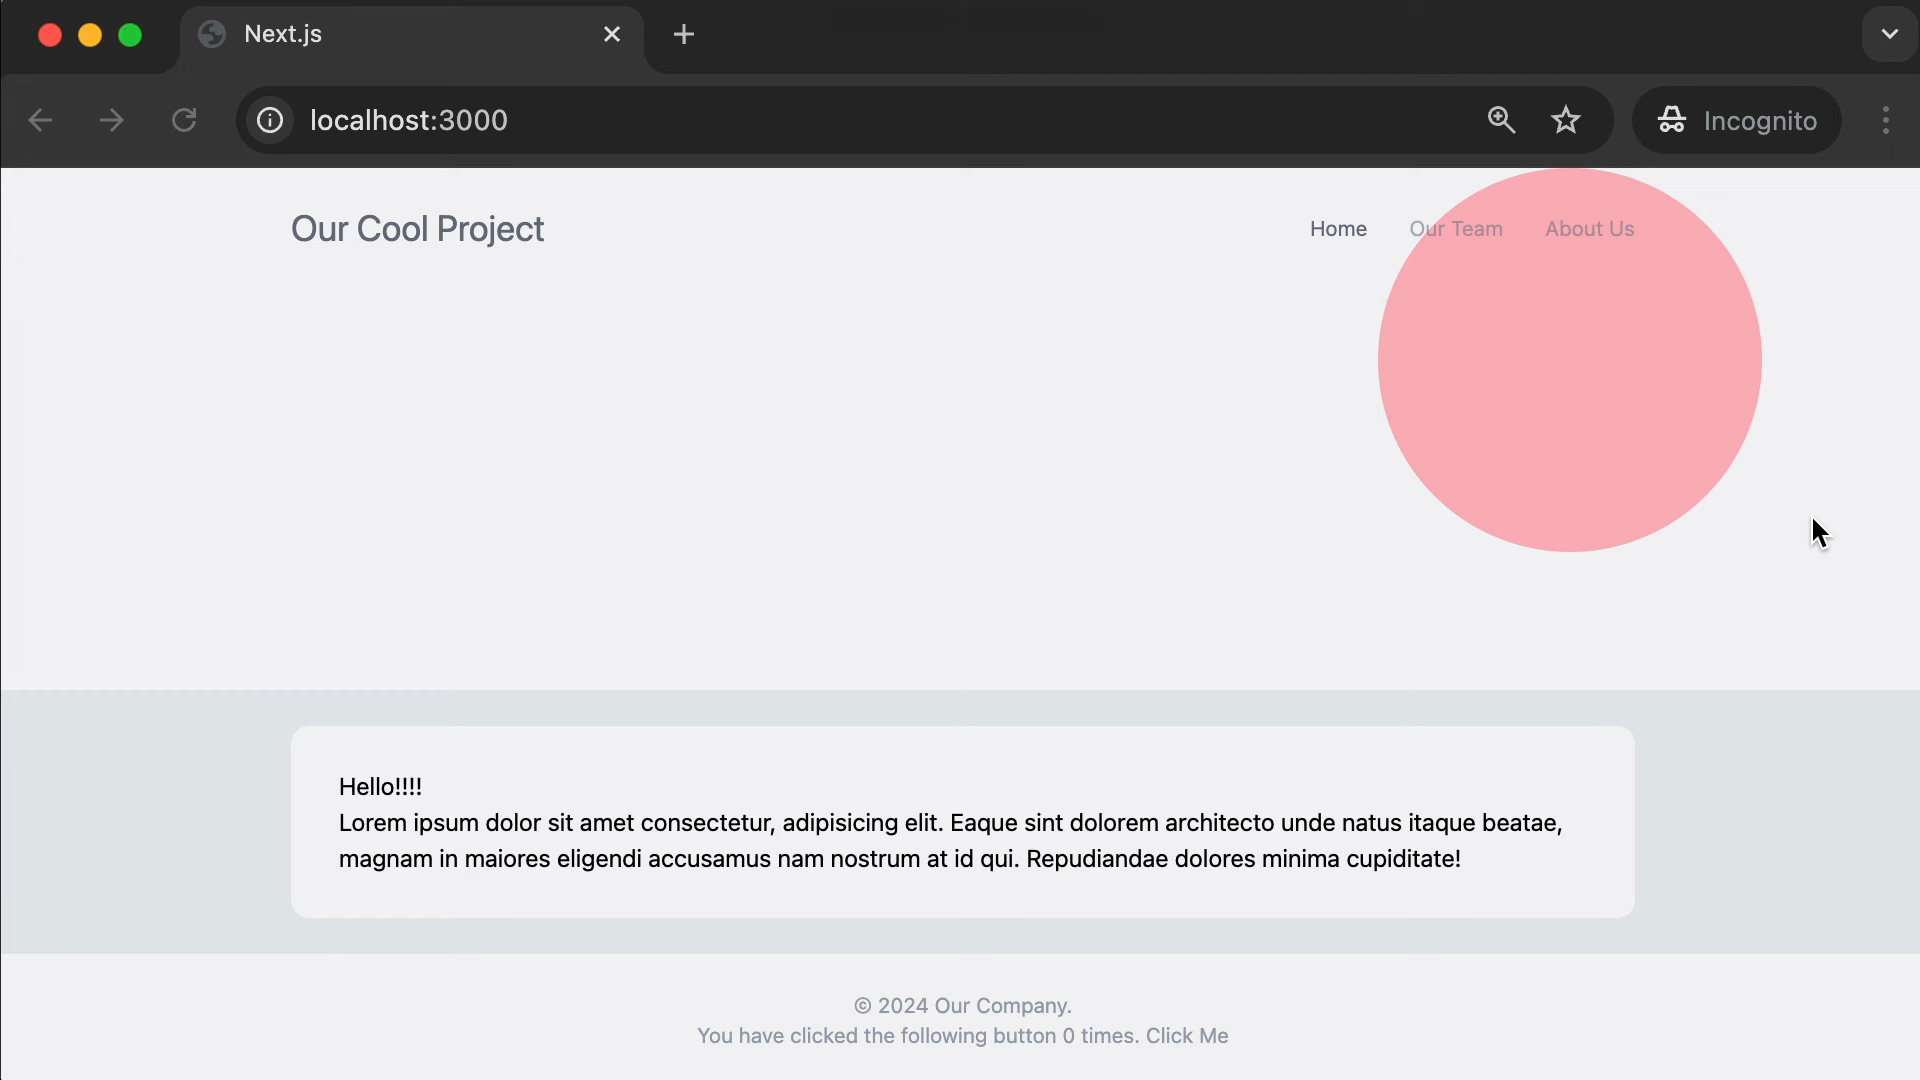 Next.js
localhost:3000
Incognito
Our Cool Project
Home Our Team About Us
Hello!!!!
Lorem ipsum dolor sit amet consectetur, adipisicing elit. Eaque sint dolorem architecto unde natus itaque beatae,
magnam in maiores eligendi accusamus nam nostrum at id qui. Repudiandae dolores minima cupiditate!
© 2024 Our Company.
You have clicked the following button 0 times. Click Me